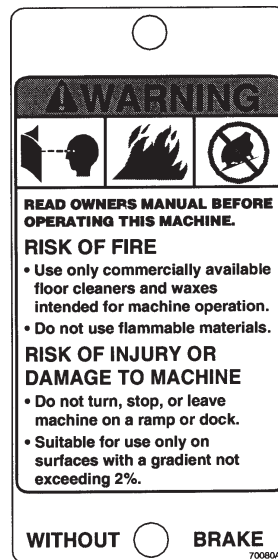 WARNING
READ OWNERS MANUAL BEFORE
OPERATING THIS MACHINE.
RISK OF FIRE
• Use only commercially available
floor cleaners and waxes
intended for machine operation.
• Do not use flammable materials.
RISK OF INJURY OR
DAMAGE TO MACHINE
• Do not turn, stop, or leave
machine on a ramp or dock.
• Suitable for use only on
surfaces with a gradient not
exceeding 2%.
WITHOUT BRAKE
700804